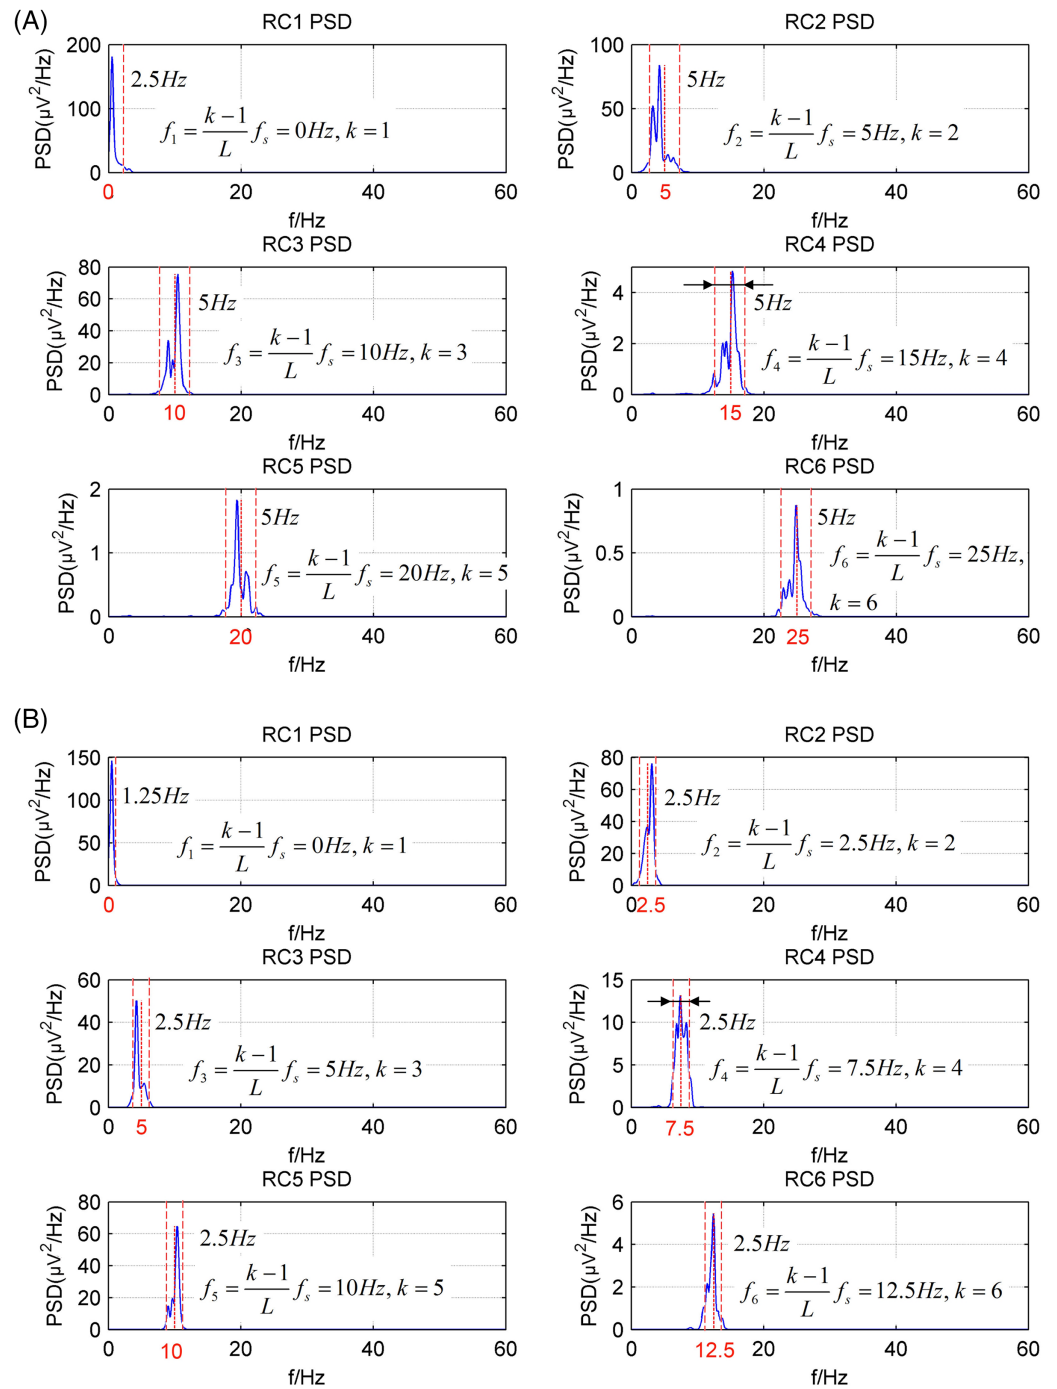 (A)
RC1 PSD
PSD(μV²/Hz)
200
100
0
2.5Hz
f₁ = (k−1)/L fₛ = 0Hz, k = 1
0 20 40 60
f/Hz
RC2 PSD
PSD(μV²/Hz)
100
50
0
5Hz
f₂ = (k−1)/L fₛ = 5Hz, k = 2
0 5 20 40 60
f/Hz
RC3 PSD
PSD(μV²/Hz)
80
60
40
20
0
5Hz
f₃ = (k−1)/L fₛ = 10Hz, k = 3
0 10 20 40 60
f/Hz
RC4 PSD
PSD(μV²/Hz)
4
2
0
5Hz
f₄ = (k−1)/L fₛ = 15Hz, k = 4
0 15 20 40 60
f/Hz
RC5 PSD
PSD(μV²/Hz)
2
1
0
5Hz
f₅ = (k−1)/L fₛ = 20Hz, k = 5
0 20 40 60
f/Hz
RC6 PSD
PSD(μV²/Hz)
1
0.5
0
5Hz
f₆ = (k−1)/L fₛ = 25Hz,
k = 6
0 20 25 40 60
f/Hz
(B)
RC1 PSD
PSD(μV²/Hz)
150
100
50
0
1.25Hz
f₁ = (k−1)/L fₛ = 0Hz, k = 1
0 20 40 60
f/Hz
RC2 PSD
PSD(μV²/Hz)
80
60
40
20
0
2.5Hz
f₂ = (k−1)/L fₛ = 2.5Hz, k = 2
0 2.5 20 40 60
f/Hz
RC3 PSD
PSD(μV²/Hz)
60
40
20
0
2.5Hz
f₃ = (k−1)/L fₛ = 5Hz, k = 3
0 5 20 40 60
f/Hz
RC4 PSD
PSD(μV²/Hz)
15
10
5
0
2.5Hz
f₄ = (k−1)/L fₛ = 7.5Hz, k = 4
0 7.5 20 40 60
f/Hz
RC5 PSD
PSD(μV²/Hz)
80
60
40
20
0
2.5Hz
f₅ = (k−1)/L fₛ = 10Hz, k = 5
0 10 20 40 60
f/Hz
RC6 PSD
PSD(μV²/Hz)
6
4
2
0
2.5Hz
f₆ = (k−1)/L fₛ = 12.5Hz, k = 6
0 12.5 20 40 60
f/Hz